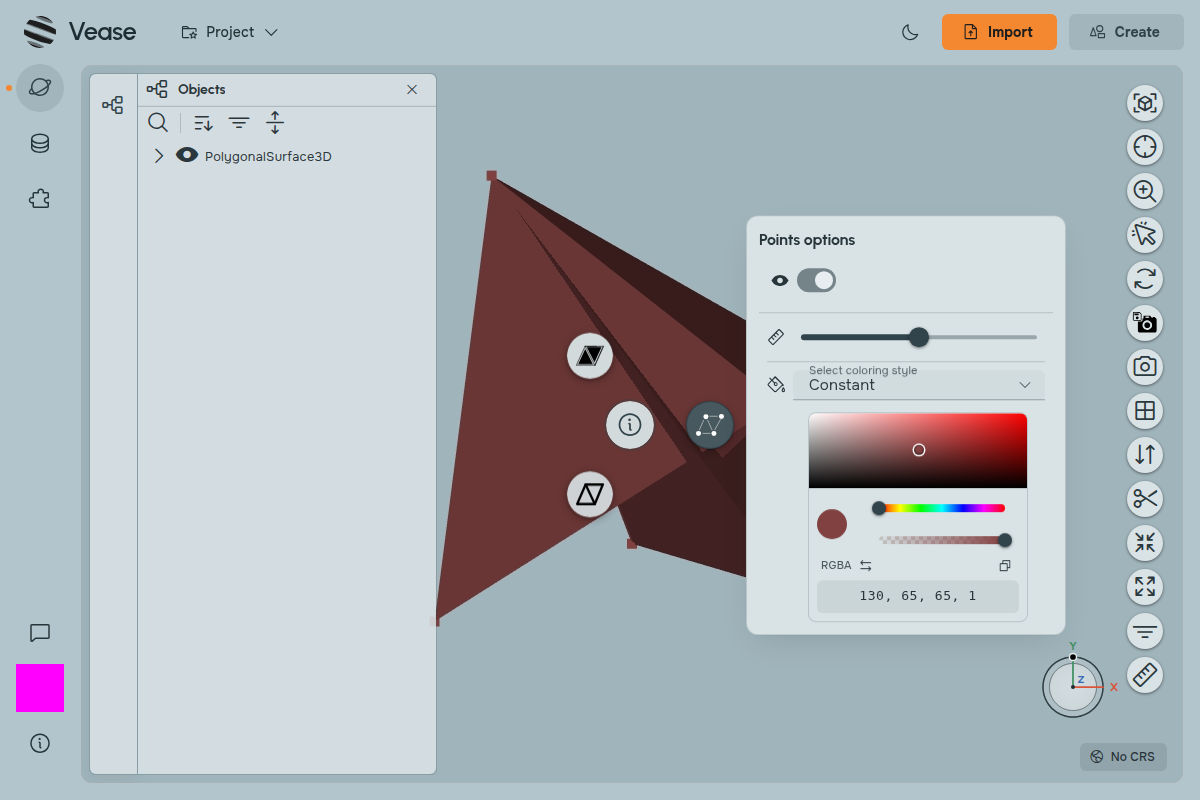 Vease
Project
Import
Create
Objects
PolygonalSurface3D
Points options
Select coloring style
Constant
RGBA
130, 65, 65, 1
Y
Z
X
No CRS